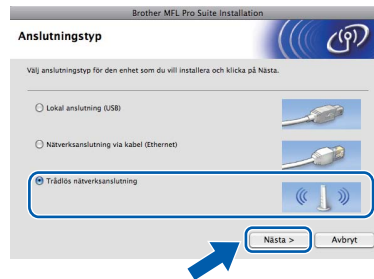 Brother MFL Pro Suite Installation
Anslutningstyp
Välj anslutningstyp för den enhet som du vill installera och klicka på Nästa.
Lokal anslutning (USB)
Nätverksanslutning via kabel (Ethernet)
Trådlös nätverksanslutning
Nästa >
Avbryt